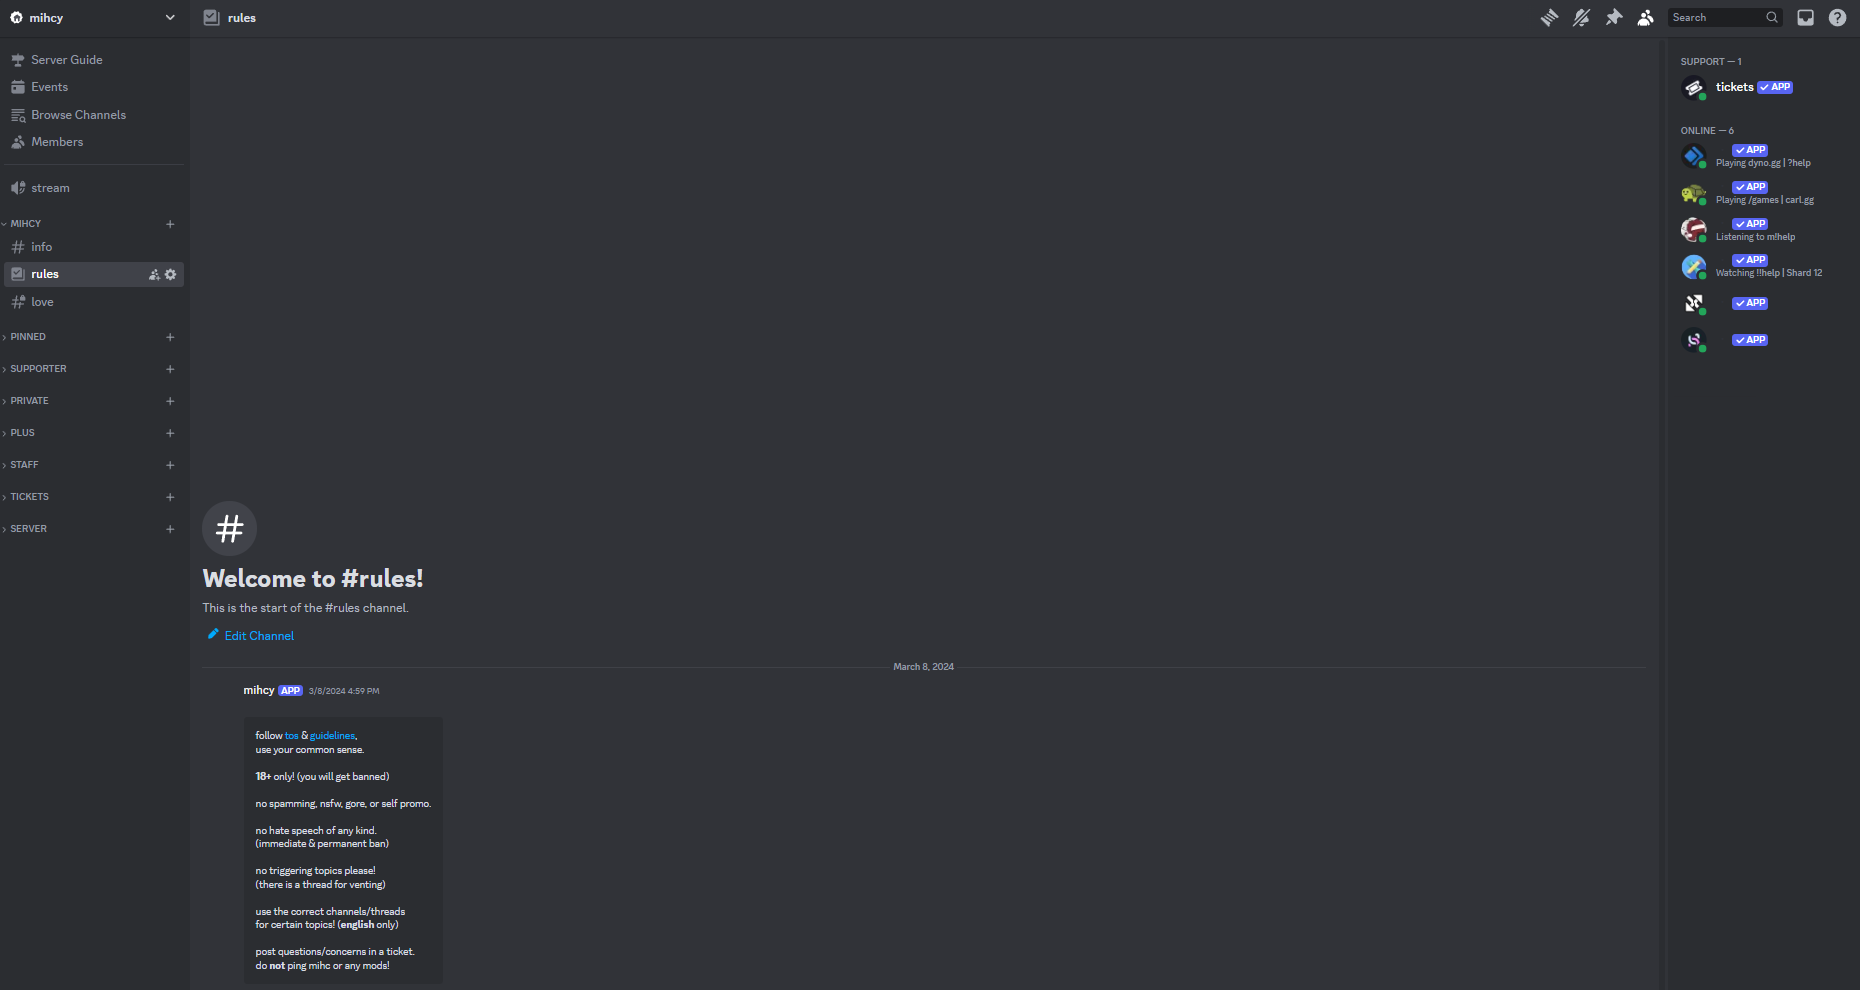 mihcy
Server Guide
Events
Browse Channels
Members
stream
MIHCY
info
rules
love
PINNED
SUPPORTER
PRIVATE
PLUS
STAFF
TICKETS
SERVER
rules
Search
Welcome to #rules!
This is the start of the #rules channel.
Edit Channel
March 8, 2024
mihcy APP 3/8/2024 4:59 PM
follow tos & guidelines,
use your common sense.
18+ only! (you will get banned)
no spamming, nsfw, gore, or self promo.
no hate speech of any kind.
(immediate & permanent ban)
no triggering topics please!
(there is a thread for venting)
use the correct channels/threads
for certain topics! (english only)
post questions/concerns in a ticket.
do not ping mihc or any mods!
SUPPORT — 1
tickets APP
ONLINE — 6
APP
Playing dyno.gg | ?help
APP
Playing /games | carl.gg
APP
Listening to m!help
APP
Watching !!help | Shard 12
APP
APP